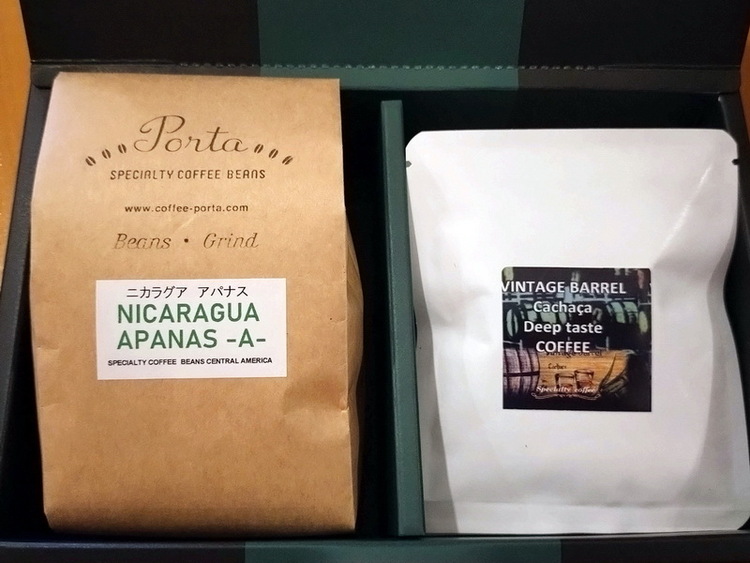 Porta
SPECIALTY COFFEE BEANS
www.coffee-porta.com
Beans • Grind
ニカラグア アパナス
NICARAGUA
APANAS -A-
SPECIALTY COFFEE BEANS CENTRAL AMERICA
VINTAGE BARREL
Cachaça
Deep taste
COFFEE
Specialty coffee